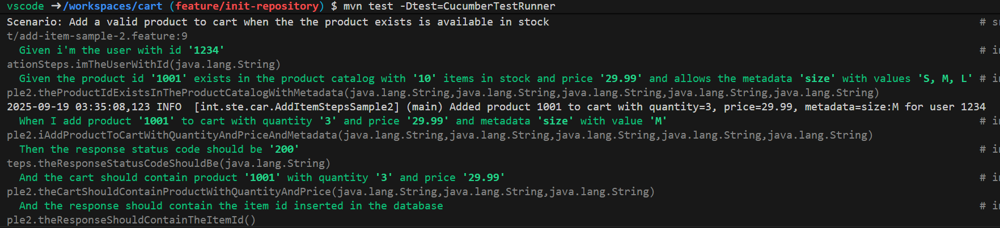 vscode ➜/workspaces/cart (feature/init-repository) $ mvn test -Dtest=CucumberTestRunner
Scenario: Add a valid product to cart when the the product exists is available in stock # s
t/add-item-sample-2.feature:9
Given i'm the user with id '1234' # i
ationSteps.imTheUserWithId(java.lang.String)
Given the product id '1001' exists in the product catalog with '10' items in stock and price '29.99' and allows the metadata 'size' with values 'S, M, L' # i
ple2.theProductIdExistsInTheProductCatalogWithMetadata(java.lang.String,java.lang.String,java.lang.String,java.lang.String,java.lang.String)
2025-09-19 03:35:08,123 INFO  [int.ste.car.AddItemStepsSample2] (main) Added product 1001 to cart with quantity=3, price=29.99, metadata=size:M for user 1234
When I add product '1001' to cart with quantity '3' and price '29.99' and metadata 'size' with value 'M' # i
ple2.iAddProductToCartWithQuantityAndPriceAndMetadata(java.lang.String,java.lang.String,java.lang.String,java.lang.String,java.lang.String)
Then the response status code should be '200' # i
teps.theResponseStatusCodeShouldBe(java.lang.String)
And the cart should contain product '1001' with quantity '3' and price '29.99' # i
ple2.theCartShouldContainProductWithQuantityAndPrice(java.lang.String,java.lang.String,java.lang.String)
And the response should contain the item id inserted in the database # i
ple2.theResponseShouldContainTheItemId()